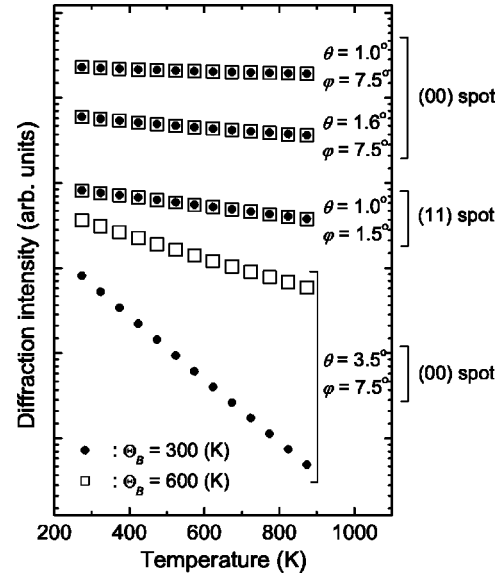 Diffraction intensity (arb. units)
θ = 1.0°
φ = 7.5°
(00) spot
θ = 1.6°
φ = 7.5°
θ = 1.0°
φ = 1.5°
(11) spot
θ = 3.5°
φ = 7.5°
(00) spot
● : Θ_B = 300 (K)
□ : Θ_B = 600 (K)
200 400 600 800 1000
Temperature (K)